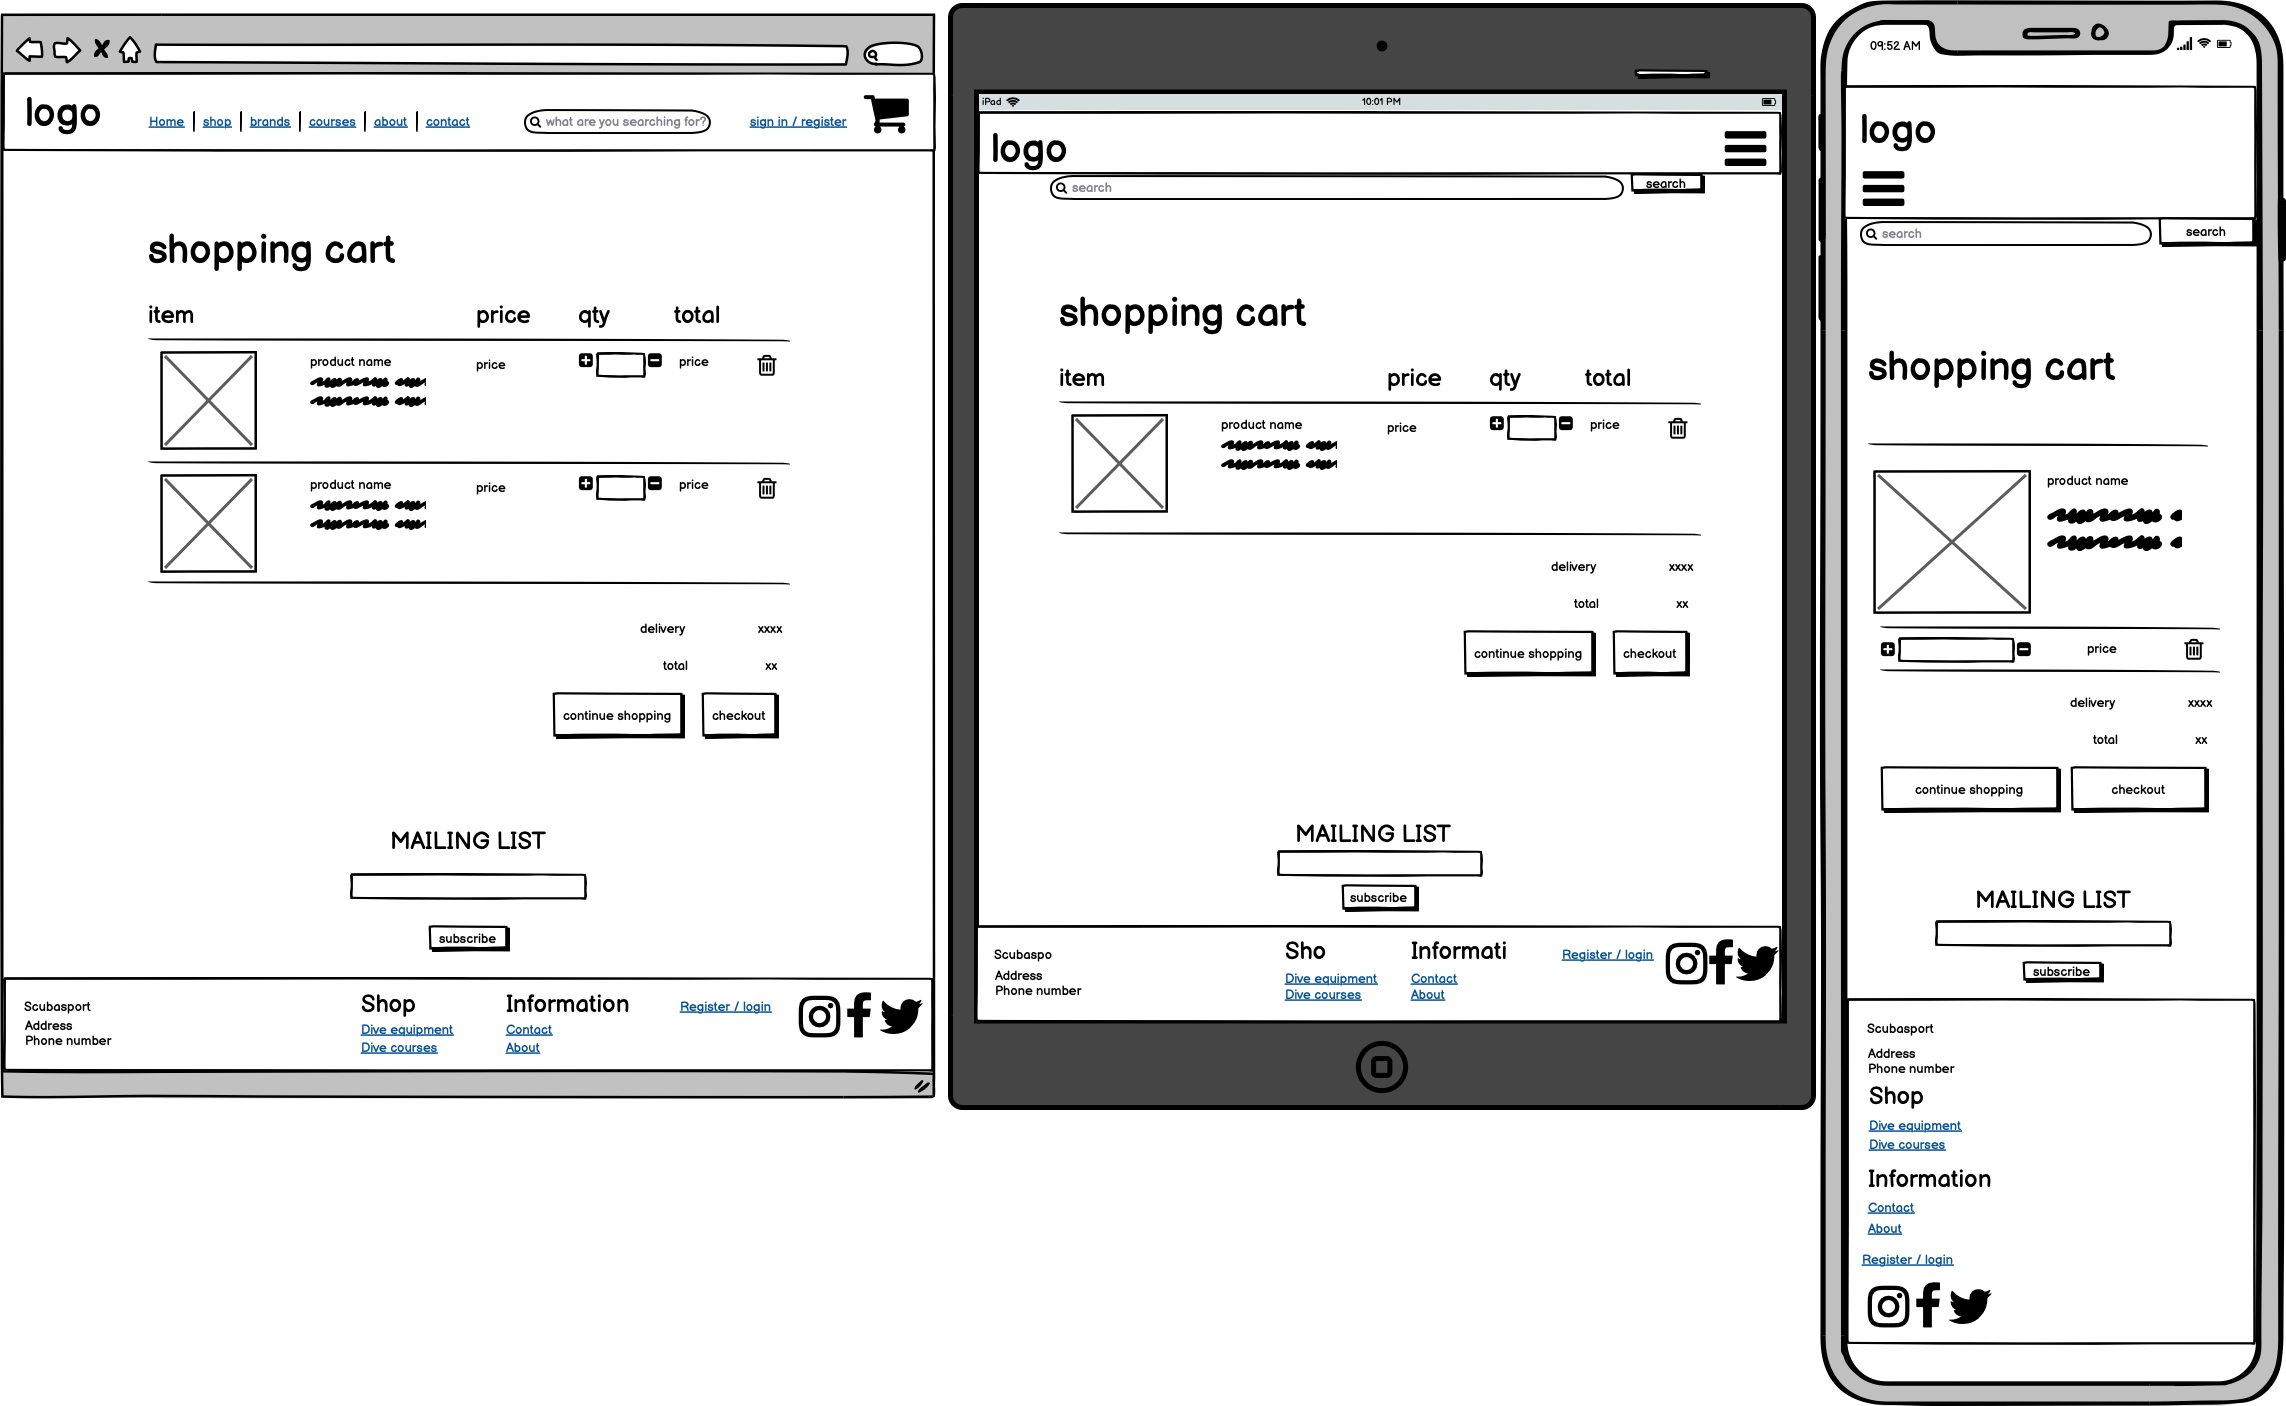 logo
Home | shop | brands | courses | about | contact
what are you searching for?
sign in / register
shopping cart
item price qty total
product name price price
product name price price
delivery xxxx
total xx
continue shopping checkout
MAILING LIST
subscribe
Scubasport
Address
Phone number
Shop
Dive equipment
Dive courses
Information
Contact
About
Register / login
iPad 10:01 PM
logo
search search
shopping cart
item price qty total
product name price price
delivery xxxx
total xx
continue shopping checkout
MAILING LIST
subscribe
Scubaspo
Address
Phone number
Sho
Dive equipment
Dive courses
Informati
Contact
About
Register / login
09:52 AM
logo
search search
shopping cart
product name
price
delivery xxxx
total xx
continue shopping checkout
MAILING LIST
subscribe
Scubasport
Address
Phone number
Shop
Dive equipment
Dive courses
Information
Contact
About
Register / login